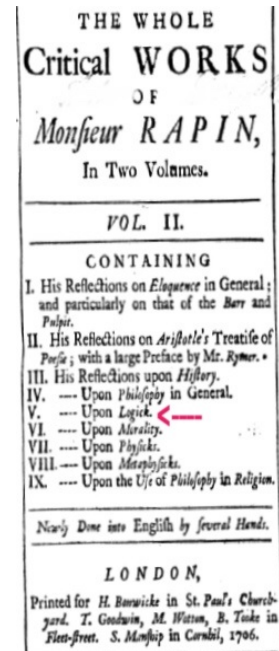 THE WHOLE
Critical WORKS
OF
Monſieur RAPIN,
In Two Volumes.
VOL. II.
CONTAINING
I. His Reflections on Eloquence in General;
and particularly on that of the Barr and
Pulpit.
II. His Reflections on Ariſtotle's Treatiſe of
Poeſie; with a large Preface by Mr. Rymer.
III. His Reflections upon Hiſtory.
IV. ---- Upon Philoſophy in General.
V. ---- Upon Logick.
VI. ---- Upon Morality.
VII. ---- Upon Phyſicks.
VIII. ---- Upon Metaphyſicks.
IX. ---- Upon the Uſe of Philoſophy in Religion.
Newly Done into Engliſh by ſeveral Hands.
LONDON,
Printed for H. Bonwicke in St. Paul's Church-
yard. T. Goodwin, M. Wotton, B. Tooke in
Fleet-ſtreet. S. Manſhip in Cornhil, 1706.